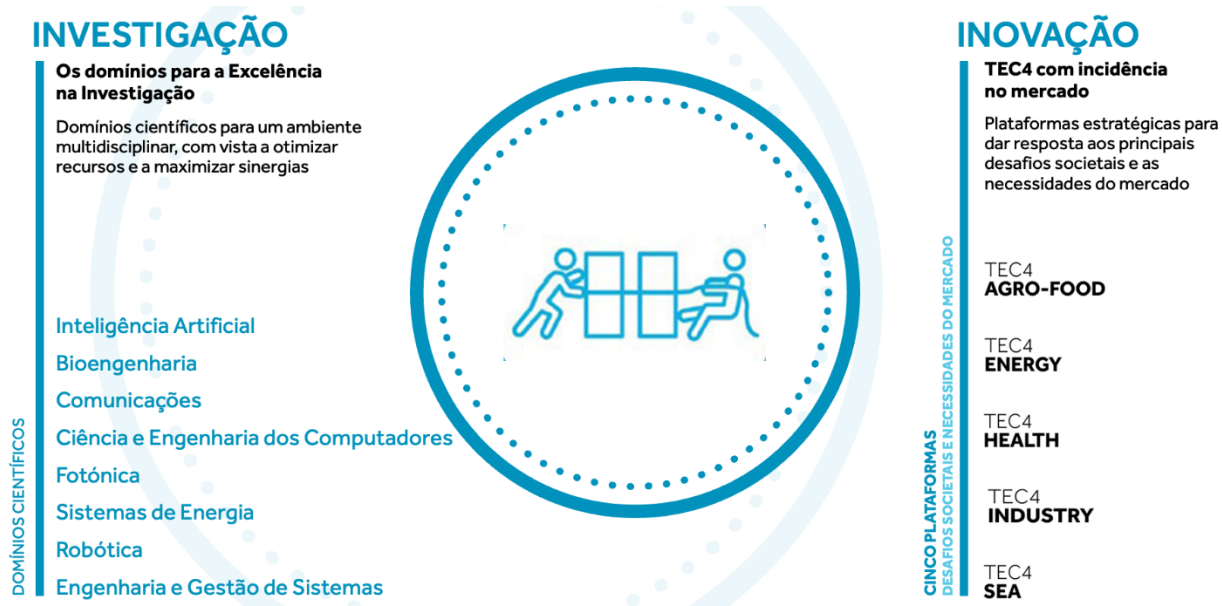 INVESTIGAÇÃO
Os domínios para a Excelência
na Investigação
Domínios científicos para um ambiente
multidisciplinar, com vista a otimizar
recursos e a maximizar sinergias
DOMÍNIOS CIENTÍFICOS
Inteligência Artificial
Bioengenharia
Comunicações
Ciência e Engenharia dos Computadores
Fotónica
Sistemas de Energia
Robótica
Engenharia e Gestão de Sistemas
INOVAÇÃO
TEC4 com incidência
no mercado
Plataformas estratégicas para
dar resposta aos principais
desafios societais e as
necessidades do mercado
CINCO PLATAFORMAS
DESAFIOS SOCIETAIS E NECESSIDADES DO MERCADO
TEC4
AGRO-FOOD
TEC4
ENERGY
TEC4
HEALTH
TEC4
INDUSTRY
TEC4
SEA